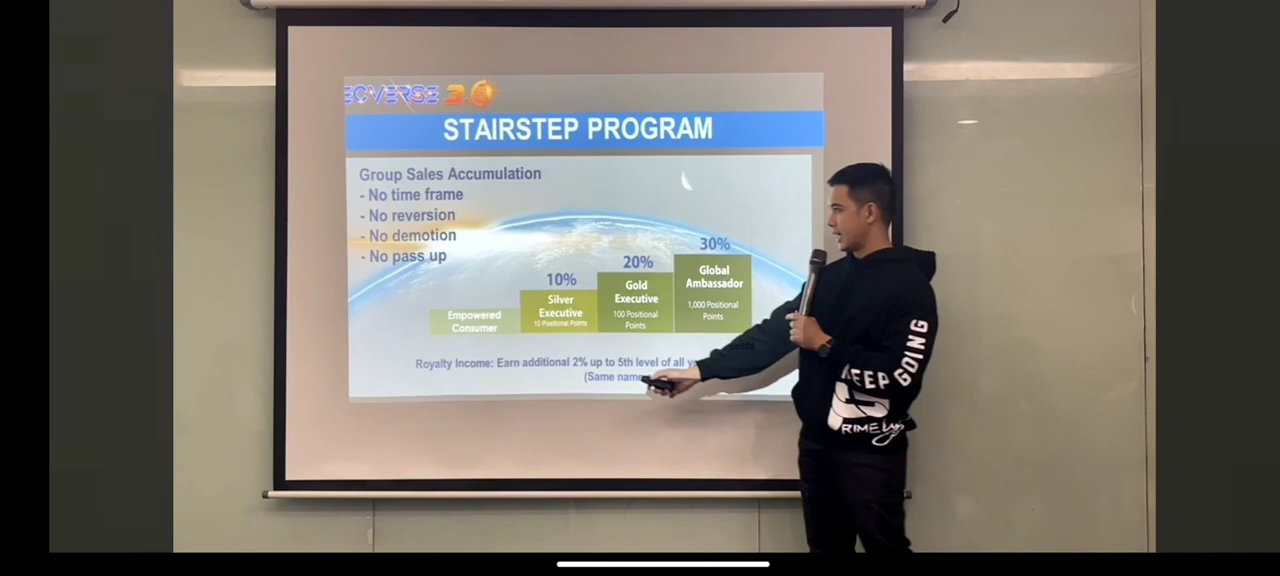 ECVERSE 3.0
STAIRSTEP PROGRAM
Group Sales Accumulation
- No time frame
- No reversion
- No demotion
- No pass up
10%
20%
30%
Empowered
Consumer
Silver
Executive
10 Positional Points
Gold
Executive
100 Positional
Points
Global
Ambassador
1,000 Positional
Points
Royalty Income: Earn additional 2% up to 5th level of all
(Same name
KEEP GOING
RIME